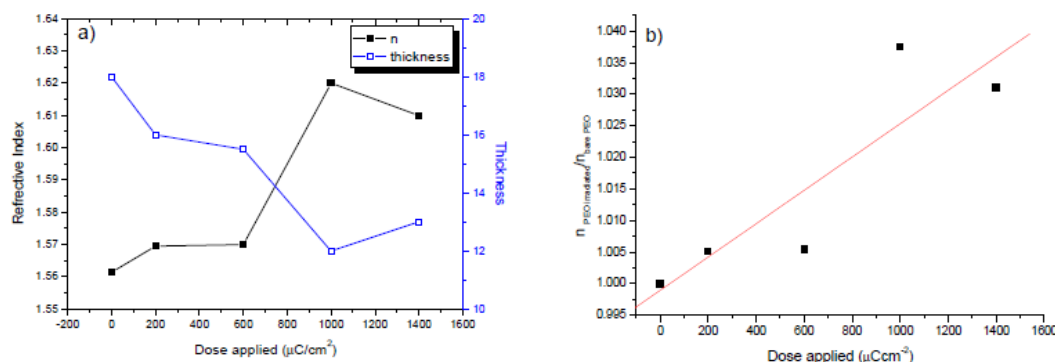 a)
n
thickness
1.64
1.63
1.62
1.61
1.60
1.59
1.58
1.57
1.56
1.55
Refrective Index
20
18
16
14
12
10
Thickness
-200 0 200 400 600 800 1000 1200 1400 1600
Dose applied (μC/cm²)
b)
1.040
1.035
1.030
1.025
1.020
1.015
1.010
1.005
1.000
0.995
n PEO irradiated/n bare PEO
0 200 400 600 800 1000 1200 1400 1600
Dose applied (μCcm⁻²)